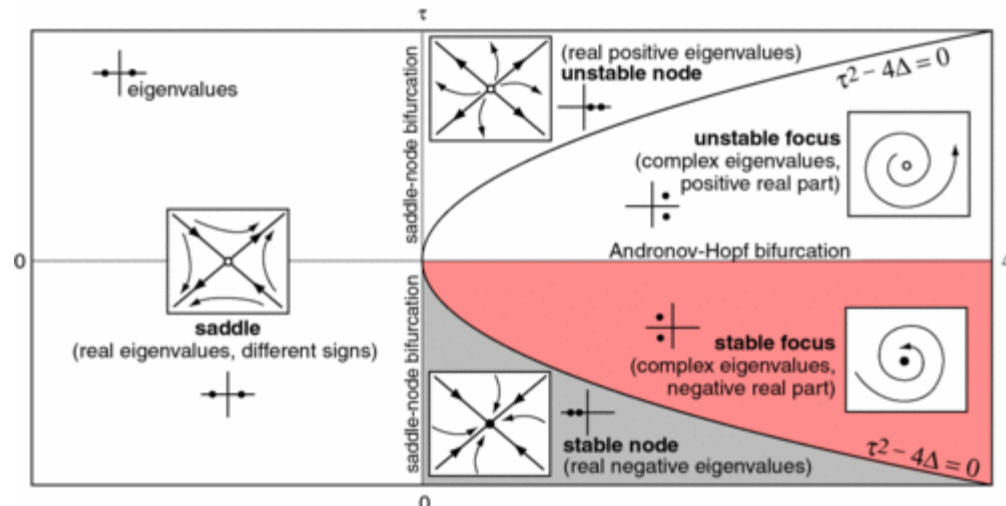 τ
eigenvalues
saddle-node bifurcation
(real positive eigenvalues)
unstable node
τ²−4Δ=0
unstable focus
(complex eigenvalues,
positive real part)
Andronov-Hopf bifurcation
0
Δ
saddle
(real eigenvalues, different signs)
saddle-node bifurcation
stable focus
(complex eigenvalues,
negative real part)
stable node
(real negative eigenvalues)
τ²−4Δ=0
0